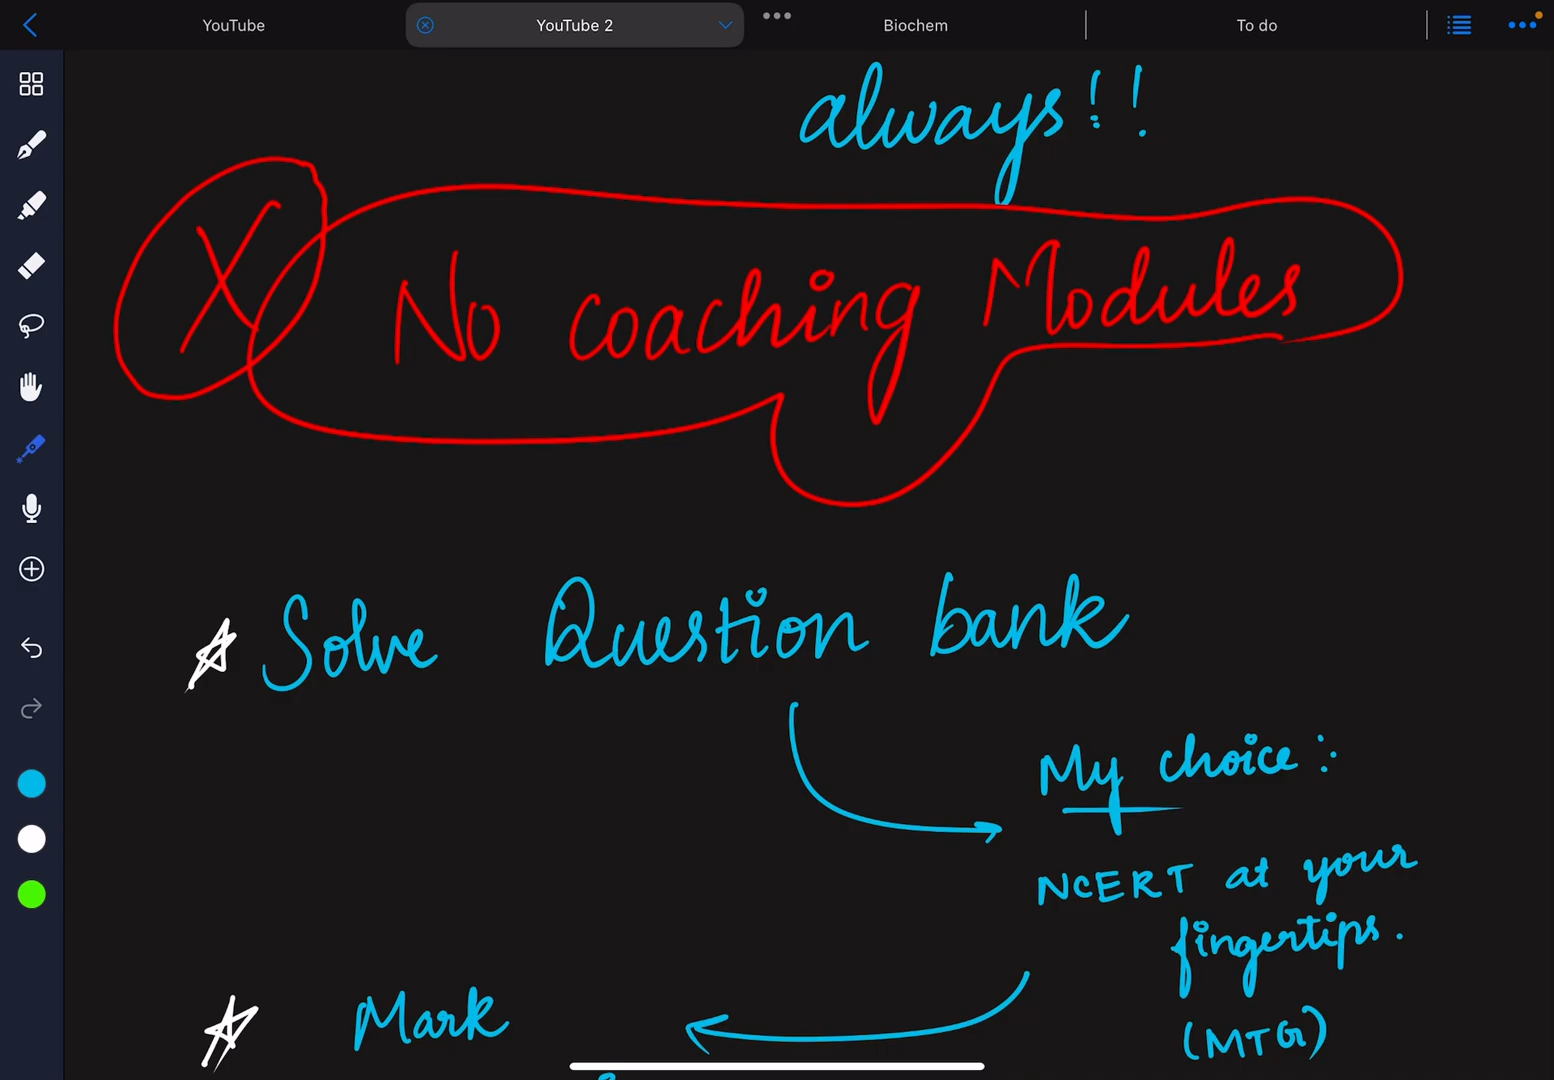 YouTube
YouTube 2
Biochem
To do
always!!
X No coaching Modules
Solve Question bank
My choice :
NCERT at your
fingertips.
(MTG)
Mark